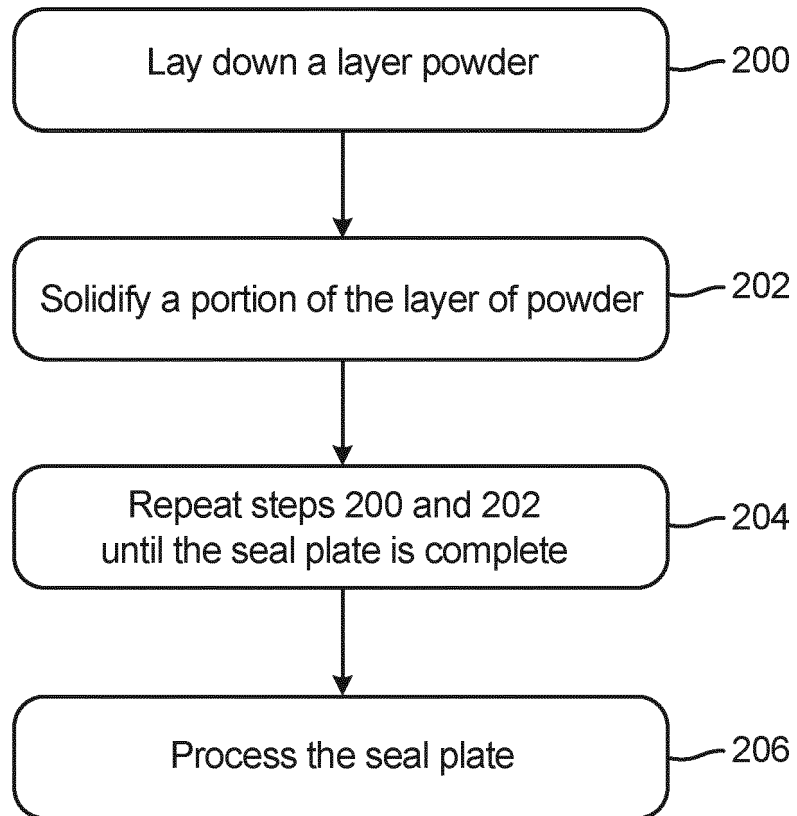 Lay down a layer powder
200
Solidify a portion of the layer of powder
202
Repeat steps 200 and 202
until the seal plate is complete
204
Process the seal plate
206